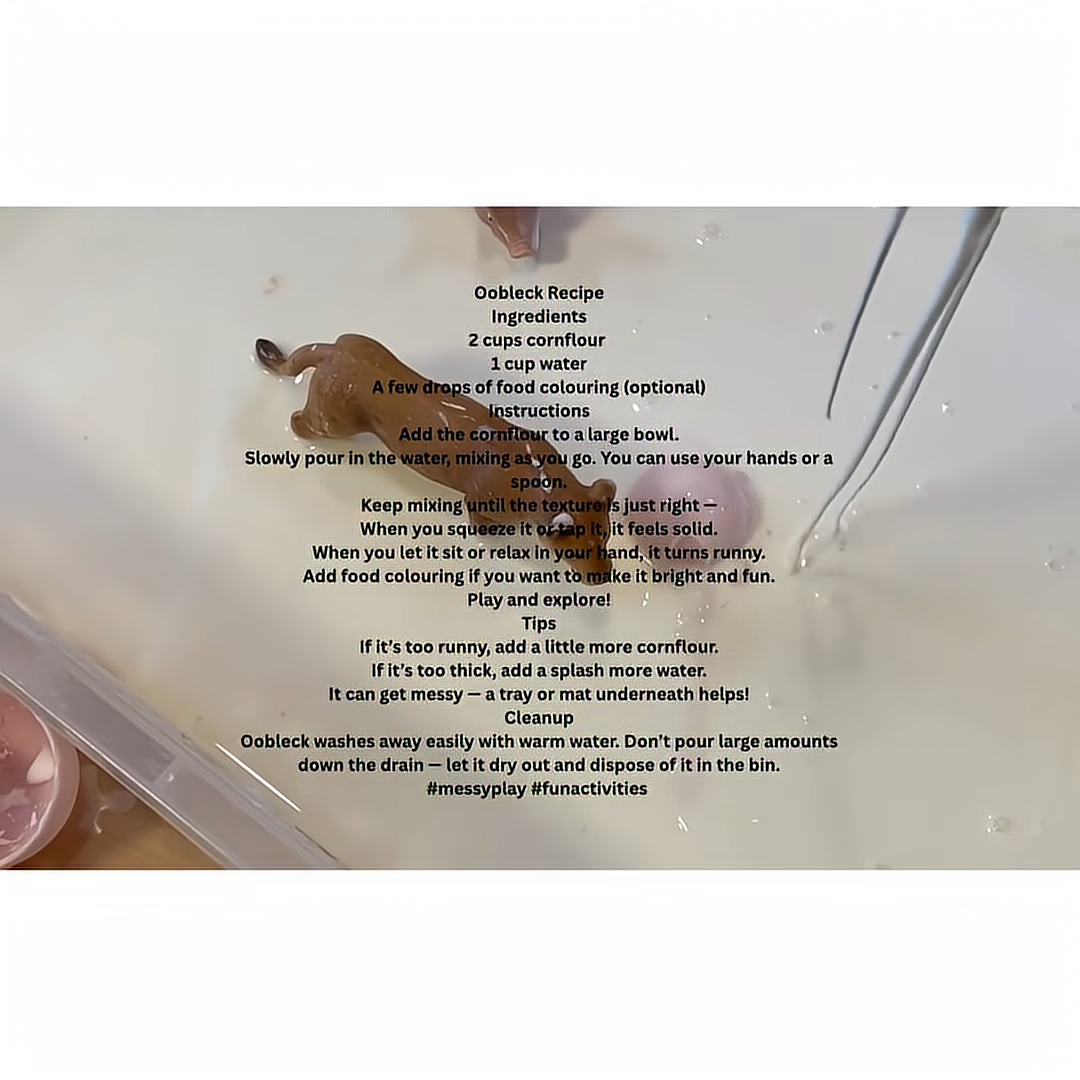 Oobleck Recipe
Ingredients
2 cups cornflour
1 cup water
A few drops of food colouring (optional)
Instructions
Add the cornflour to a large bowl.
Slowly pour in the water, mixing as you go. You can use your hands or a
spoon.
Keep mixing until the texture is just right —
When you squeeze it or tap it, it feels solid.
When you let it sit or relax in your hand, it turns runny.
Add food colouring if you want to make it bright and fun.
Play and explore!
Tips
If it’s too runny, add a little more cornflour.
If it’s too thick, add a splash more water.
It can get messy — a tray or mat underneath helps!
Cleanup
Oobleck washes away easily with warm water. Don’t pour large amounts
down the drain — let it dry out and dispose of it in the bin.
#messyplay #funactivities